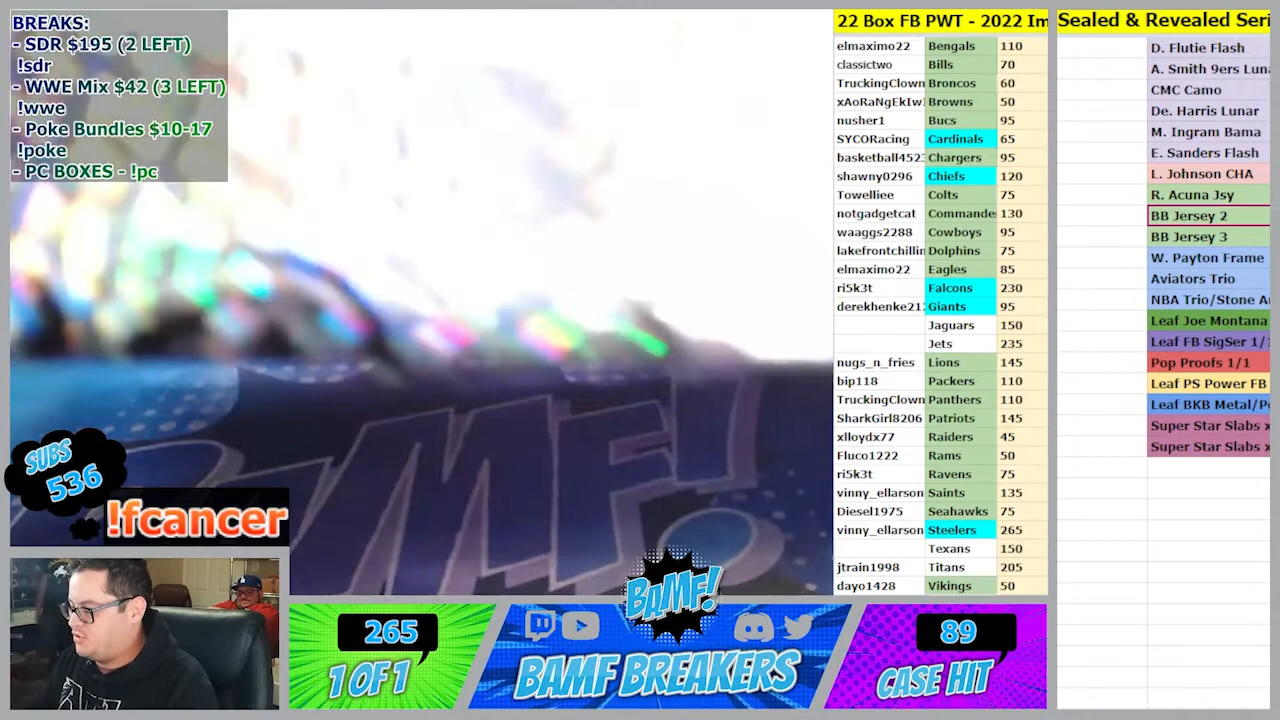 BREAKS:
- SDR $195 (2 LEFT)
!sdr
- WWE Mix $42 (3 LEFT)
!wwe
- Poke Bundles $10-17
!poke
- PC BOXES - !pc
22 Box FB PWT - 2022 Im
elmaximo22 Bengals 110
classictwo Bills 70
TruckingClown Broncos 60
Browns 50
nusher1 Bucs 95
SYCORacing Cardinals 65
basketball452 Chargers 95
shawny0296 Chiefs 120
Towelliee Colts 75
notgadgetcat Commande 130
waaggs2288 Cowboys 95
lakefrontchillin Dolphins 75
elmaximo22 Eagles 85
ri5k3t Falcons 230
derekhenke21 Giants 95
Jaguars 150
Jets 235
nugs_n_fries Lions 145
bip118 Packers 110
TruckingClown Panthers 110
SharkGirl8206 Patriots 145
xlloydx77 Raiders 45
Fluco1222 Rams 50
ri5k3t Ravens 75
vinny_ellarson Saints 135
Diesel1975 Seahawks 75
vinny_ellarson Steelers 265
Texans 150
jtrain1998 Titans 205
dayo1428 Vikings 50
Sealed & Revealed Seri
D. Flutie Flash
A. Smith 9ers Luna
CMC Camo
De. Harris Lunar
M. Ingram Bama
E. Sanders Flash
L. Johnson CHA
R. Acuna Jsy
BB Jersey 2
BB Jersey 3
W. Payton Frame
Aviators Trio
NBA Trio/Stone A
Leaf Joe Montana
Leaf FB SigSer 1/
Pop Proofs 1/1
Leaf PS Power FB
Leaf BKB Metal/P
Super Star Slabs x
Super Star Slabs x
MF!
SUBS
536
!fcancer
BAMF!
265
1 OF 1
BAMF BREAKERS
89
CASE HIT